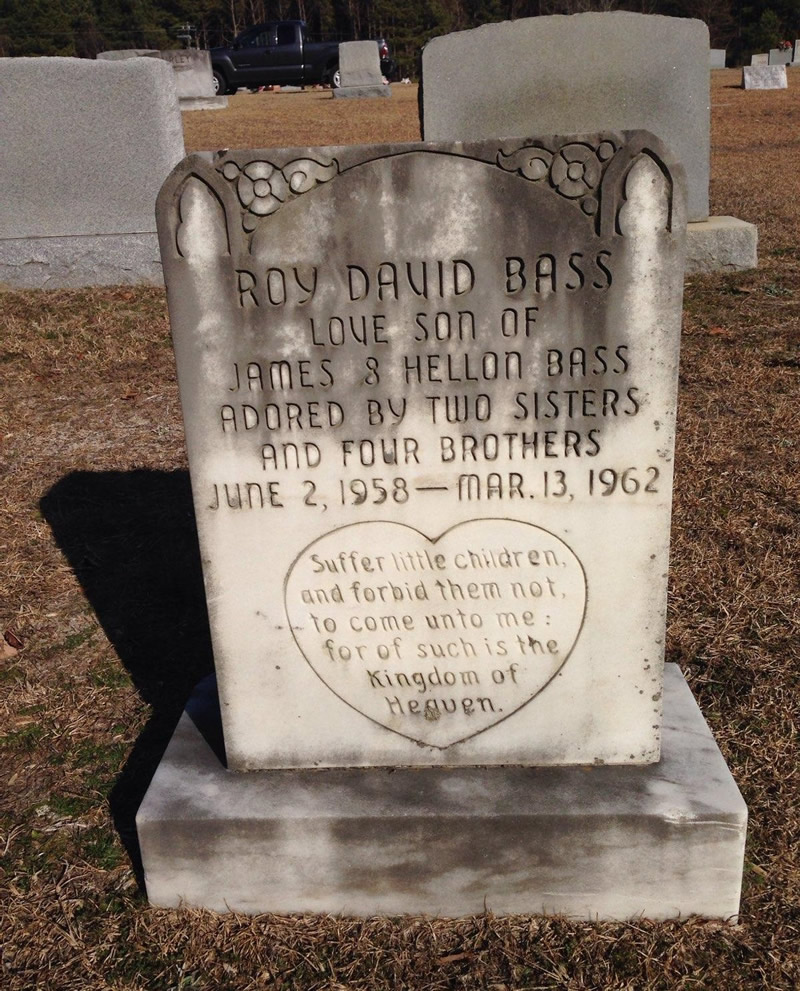 ROY DAVID BASS
LOVE SON OF
JAMES & HELLON BASS
ADORED BY TWO SISTERS
AND FOUR BROTHERS
JUNE 2, 1958 — MAR. 13, 1962
Suffer little children,
and forbid them not,
to come unto me:
for of such is the
Kingdom of
Heaven.